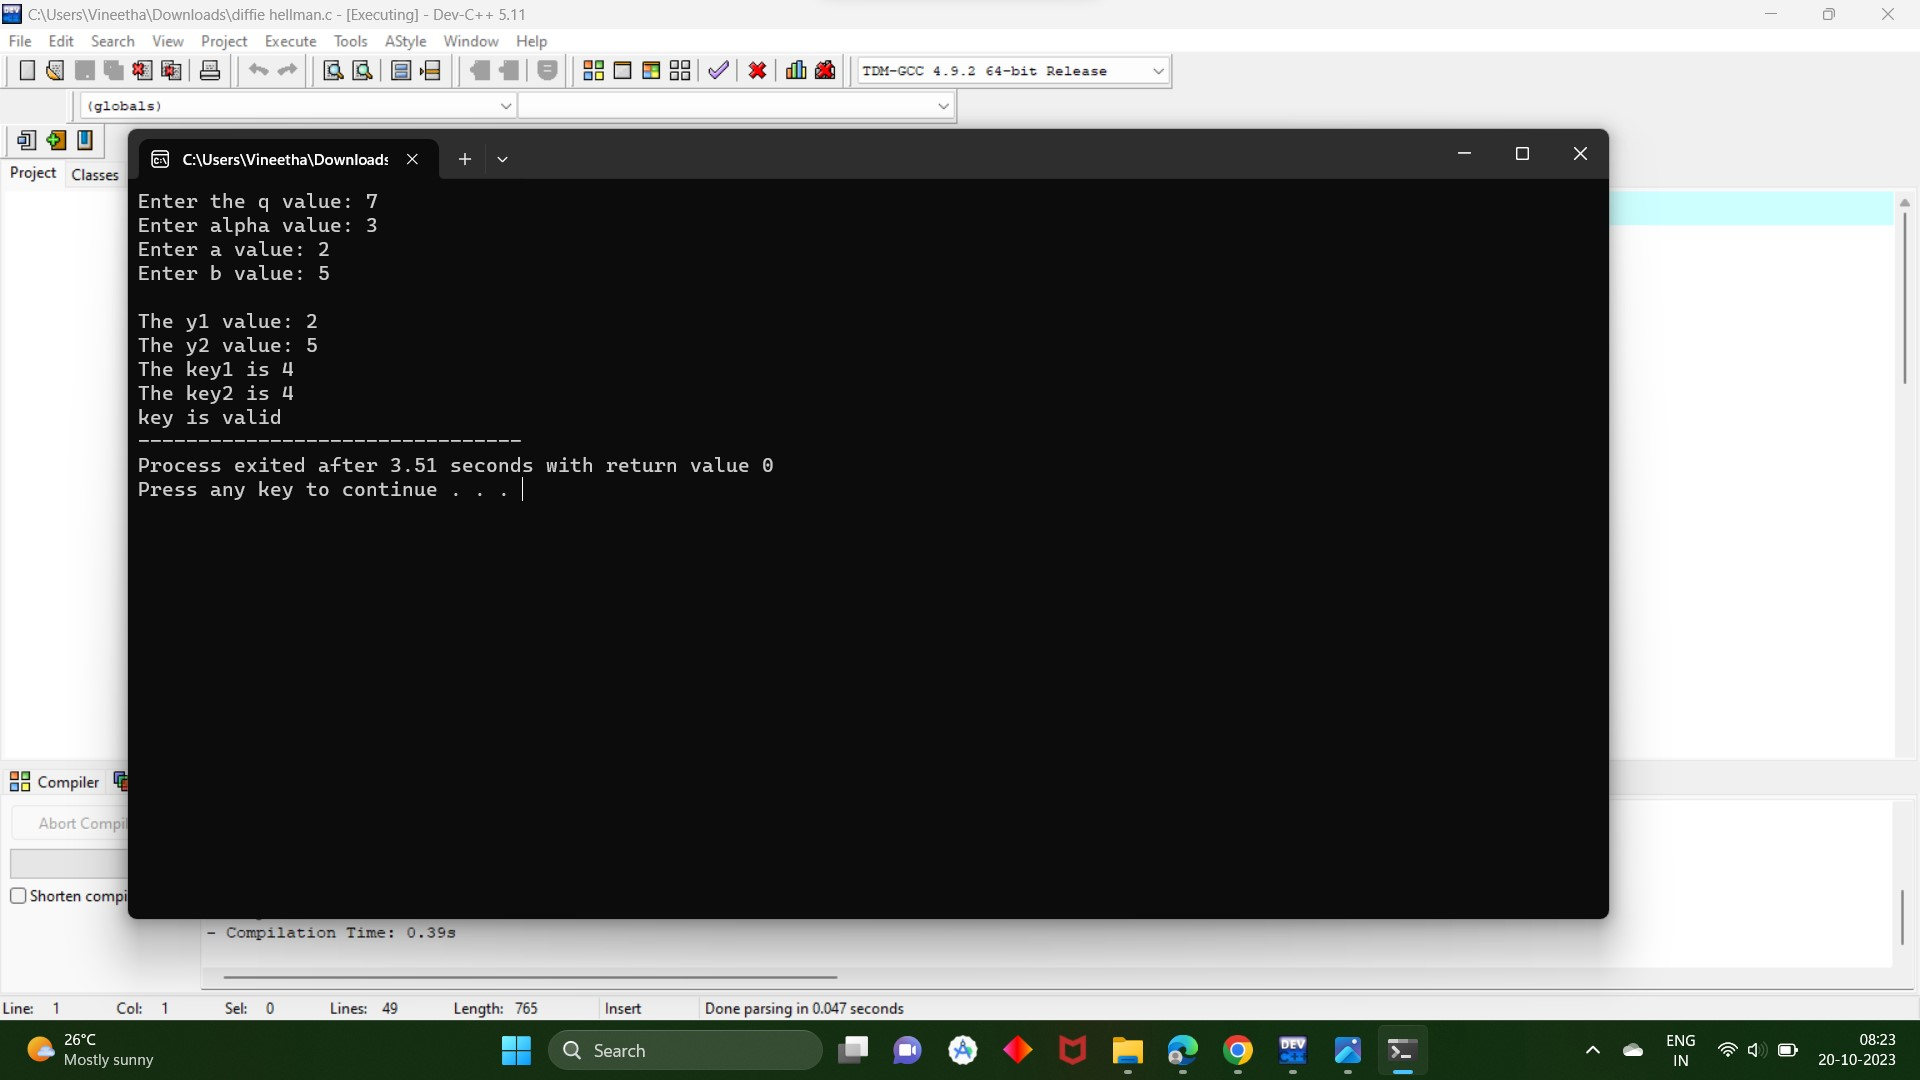 C:\Users\Vineetha\Downloads\diffie hellman.c - [Executing] - Dev-C++ 5.11
File Edit Search View Project Execute Tools AStyle Window Help
TDM-GCC 4.9.2 64-bit Release
(globals)
Project Classes
C:\Users\Vineetha\Downloads
Enter the q value: 7
Enter alpha value: 3
Enter a value: 2
Enter b value: 5
The y1 value: 2
The y2 value: 5
The key1 is 4
The key2 is 4
key is valid
--------------------------------
Process exited after 3.51 seconds with return value 0
Press any key to continue . . .
Compiler
Abort Compil
Shorten compi
- Compilation Time: 0.39s
Line: 1 Col: 1 Sel: 0 Lines: 49 Length: 765 Insert Done parsing in 0.047 seconds
26°C
Mostly sunny
Search
DEV
ENG
IN
08:23
20-10-2023